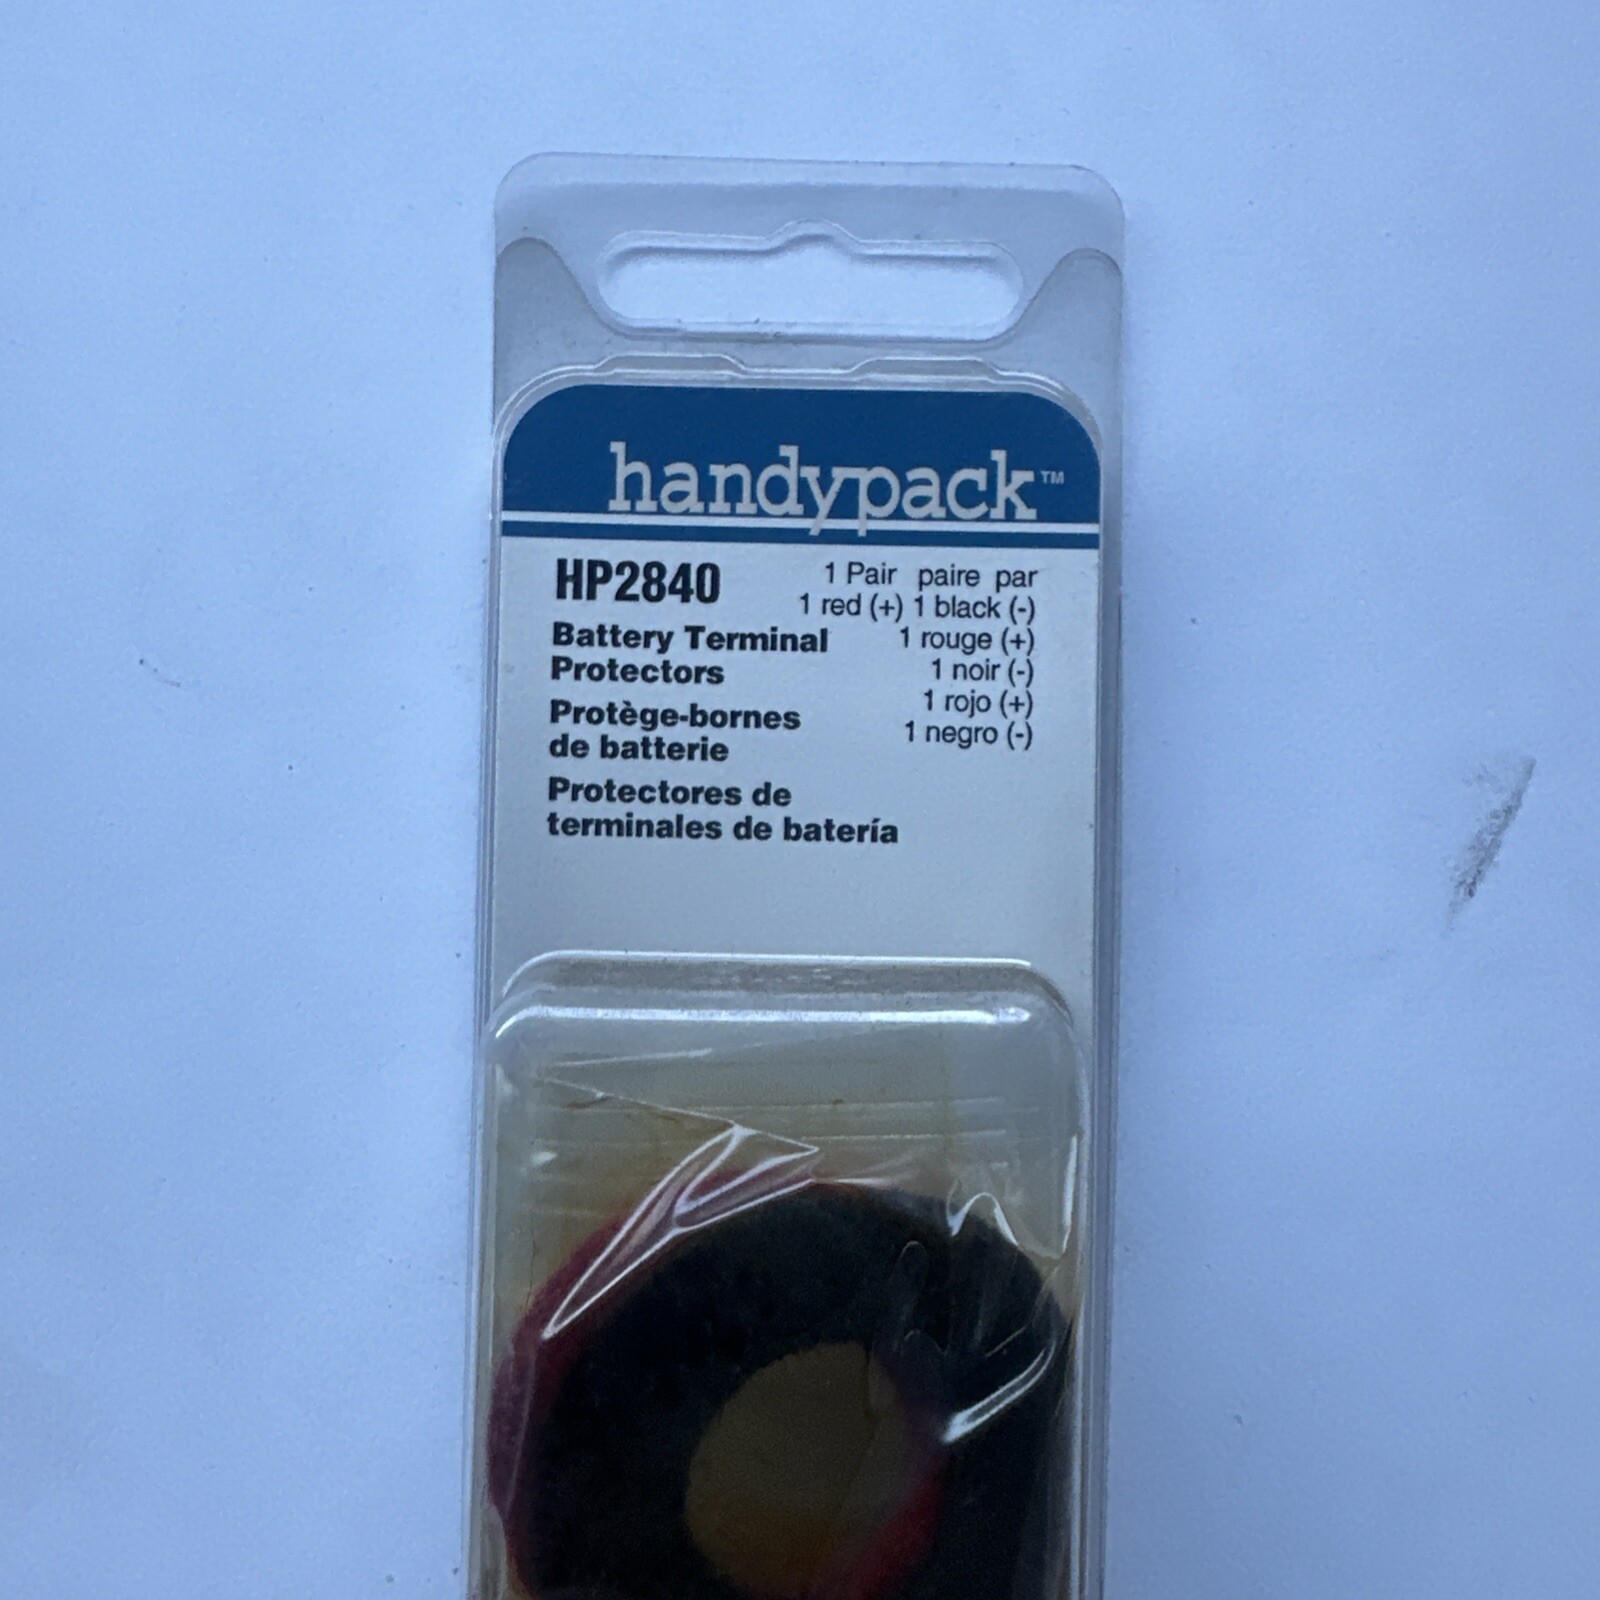 handypack™
HP2840
Battery Terminal
Protectors
Protège-bornes
de batterie
Protectores de
terminales de batería
1 Pair paire par
1 red (+) 1 black (-)
1 rouge (+)
1 noir (-)
1 rojo (+)
1 negro (-)